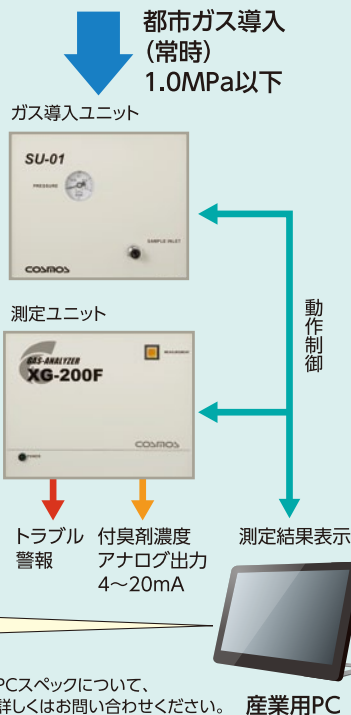 都市ガス導入
(常時)
1.0MPa以下
ガス導入ユニット
SU-01
PRESSURE
SAMPLE INLET
COSMOS
測定ユニット
GAS-ANALYZER
XG-200F
MEASUREMENT
COSMOS
POWER
動作制御
トラブル
警報
付臭剤濃度
アナログ出力
4～20mA
測定結果表示
PCスペックについて、
詳しくはお問い合わせください。
産業用PC